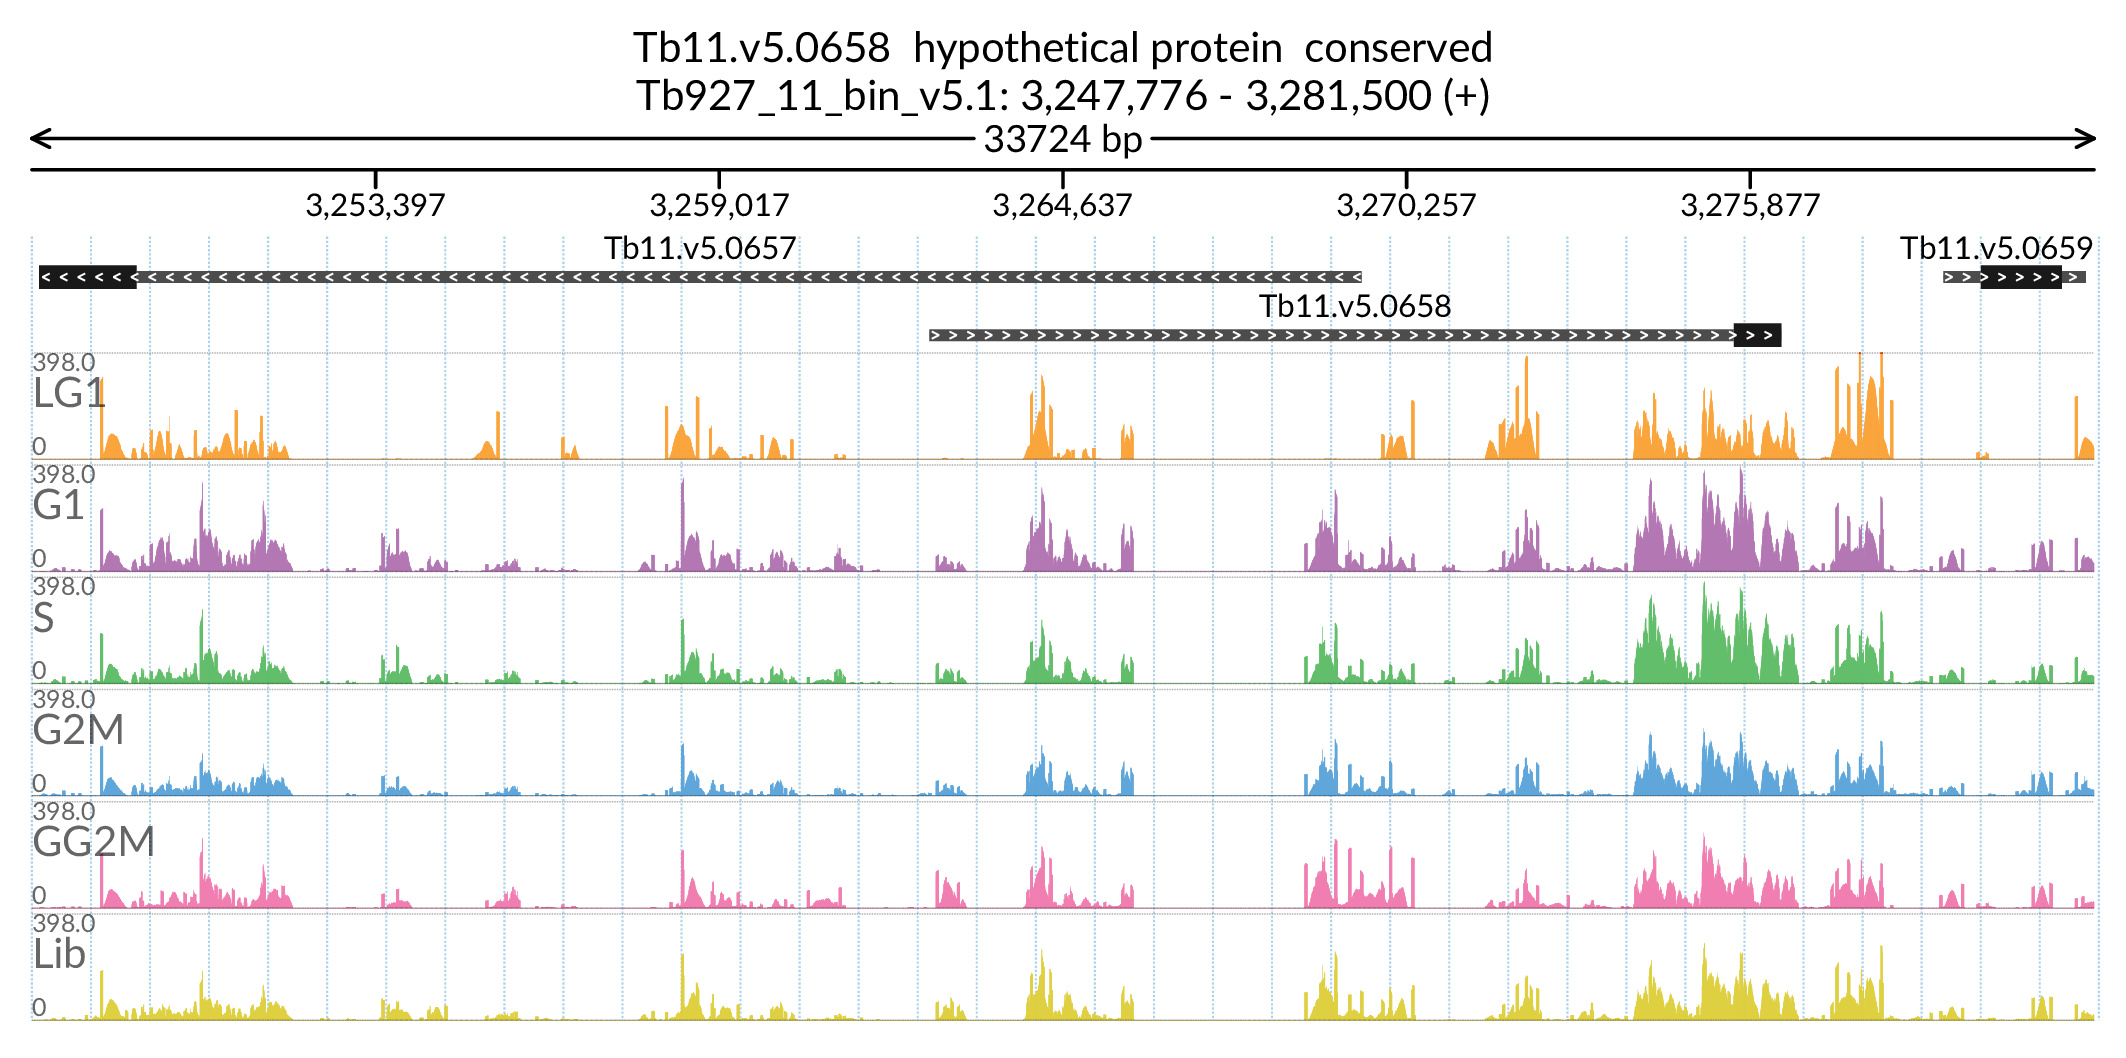 Tb11.v5.0658 hypothetical protein conserved
Tb927_11_bin_v5.1: 3,247,776 - 3,281,500 (+)
33724 bp
3,253,397 3,259,017 3,264,637 3,270,257 3,275,877
Tb11.v5.0657 Tb11.v5.0659
Tb11.v5.0658
398.0
LG1
0
398.0
G1
0
398.0
S
0
398.0
G2M
0
398.0
GG2M
0
398.0
Lib
0